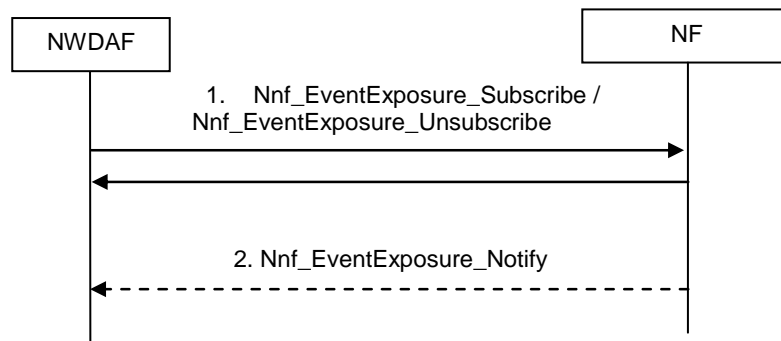 NWDAF
NF
1. Nnf_EventExposure_Subscribe /
Nnf_EventExposure_Unsubscribe
2. Nnf_EventExposure_Notify